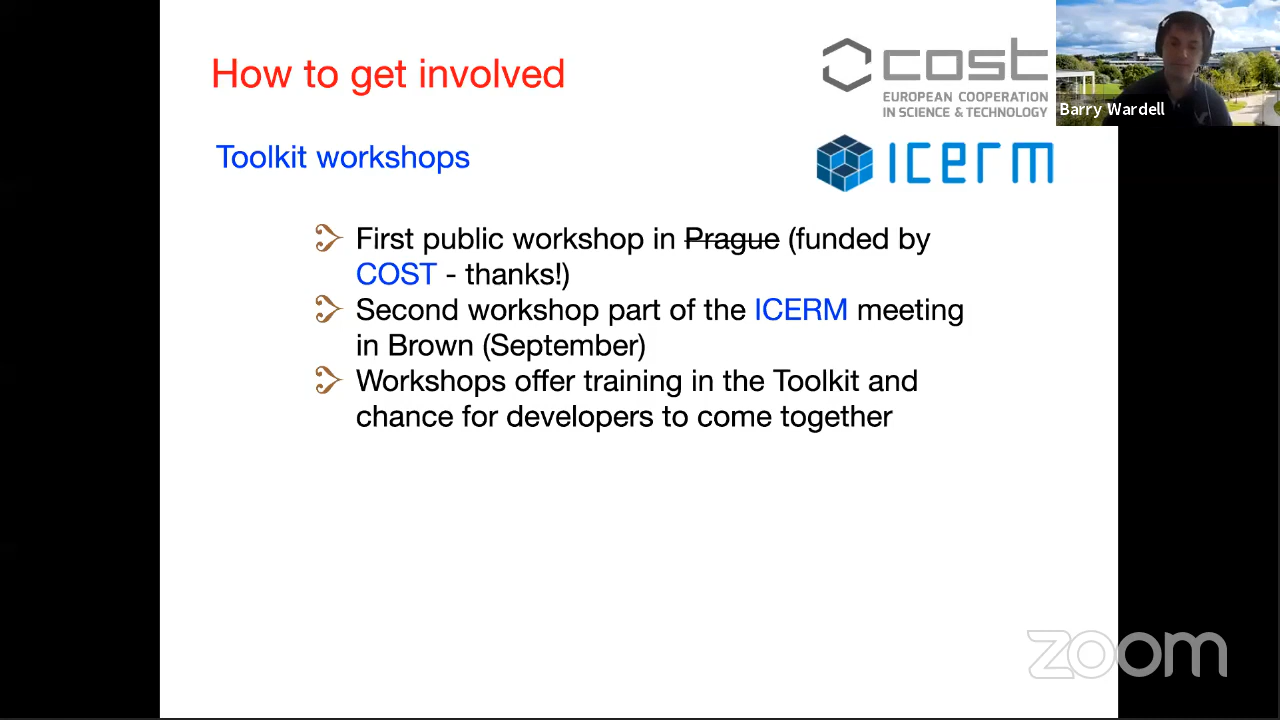 How to get involved
cost
EUROPEAN COOPERATION
IN SCIENCE & TECHNOLOGY
Barry Wardell
Toolkit workshops
ICERM
First public workshop in Prague (funded by
COST - thanks!)
Second workshop part of the ICERM meeting
in Brown (September)
Workshops offer training in the Toolkit and
chance for developers to come together
zoom